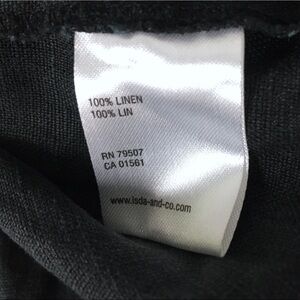 100% LINEN
100% LIN
RN 79507
CA 01561
www.isda-and-co.com